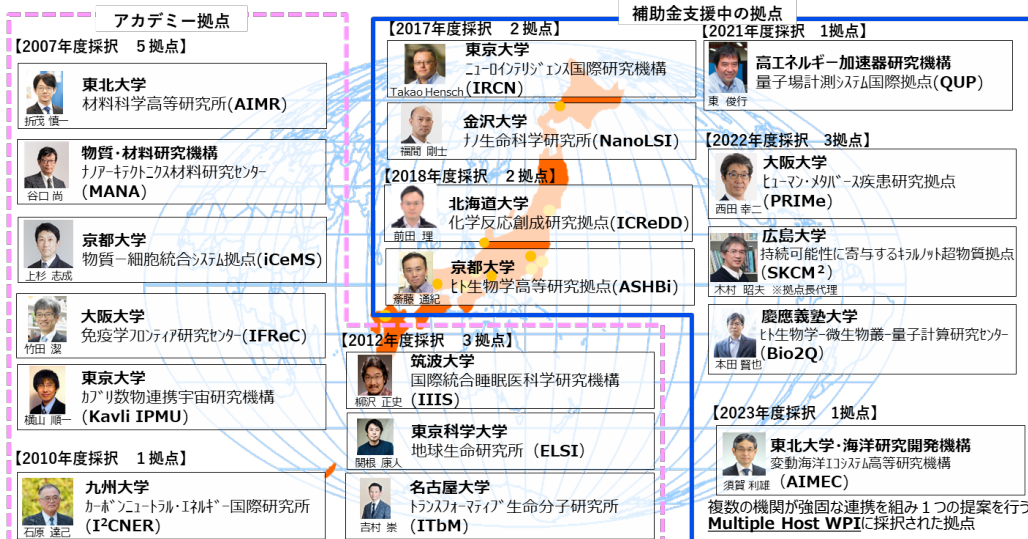 アカデミー拠点
【2007年度採択　5拠点】
折茂 慎一
東北大学
材料科学高等研究所(AIMR)
谷口 尚
物質・材料研究機構
ﾅﾉｱｰｷﾃｸﾄﾆｸｽ材料研究ｾﾝﾀｰ
(MANA)
上杉 志成
京都大学
物質－細胞統合ｼｽﾃﾑ拠点(iCeMS)
竹田 潔
大阪大学
免疫学ﾌﾛﾝﾃｨｱ研究ｾﾝﾀｰ(IFReC)
横山 順一
東京大学
ｶﾌﾞﾘ数物連携宇宙研究機構
(Kavli IPMU)
【2010年度採択　1拠点】
石原 達己
九州大学
ｶｰﾎﾞﾝﾆｭｰﾄﾗﾙ･ｴﾈﾙｷﾞｰ国際研究所
(I²CNER)
【2012年度採択　3拠点】
柳沢 正史
筑波大学
国際統合睡眠医科学研究機構
(IIIS)
関根 康人
東京科学大学
地球生命研究所（ELSI)
吉村 崇
名古屋大学
ﾄﾗﾝｽﾌｫｰﾏﾃｨﾌﾞ生命分子研究所
(ITbM)
補助金支援中の拠点
【2017年度採択　2拠点】
Takao Hensch
東京大学
ﾆｭｰﾛｲﾝﾃﾘｼﾞｪﾝｽ国際研究機構
(IRCN)
福間 剛士
金沢大学
ﾅﾉ生命科学研究所(NanoLSI)
【2018年度採択　2拠点】
前田 理
北海道大学
化学反応創成研究拠点(ICReDD)
斎藤 通紀
京都大学
ﾋﾄ生物学高等研究拠点(ASHBi)
【2021年度採択　1拠点】
東 俊行
高エネルギー加速器研究機構
量子場計測ｼｽﾃﾑ国際拠点(QUP)
【2022年度採択　3拠点】
西田 幸二
大阪大学
ﾋｭｰﾏﾝ･ﾒﾀﾊﾞｰｽ疾患研究拠点
(PRIMe)
木村 昭夫 ※拠点長代理
広島大学
持続可能性に寄与するｷﾗﾙﾉｯﾄ超物質拠点
(SKCM²)
本田 賢也
慶應義塾大学
ﾋﾄ生物学-微生物叢-量子計算研究ｾﾝﾀｰ
(Bio2Q)
【2023年度採択　1拠点】
須賀 利雄
東北大学・海洋研究開発機構
変動海洋ｴｺｼｽﾃﾑ高等研究機構
(AIMEC)
複数の機関が強固な連携を組み１つの提案を行う
Multiple Host WPIに採択された拠点